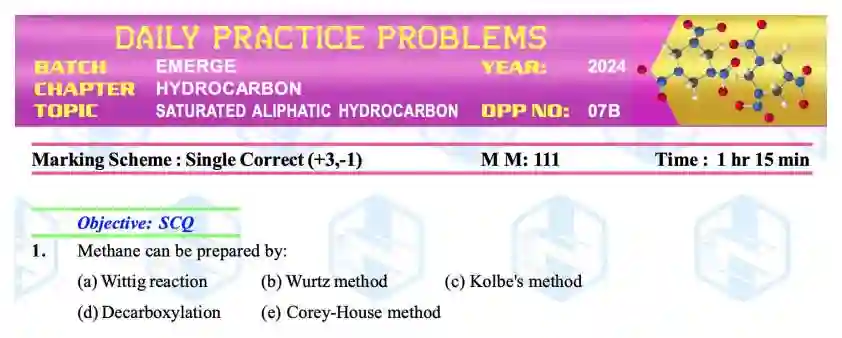 DAILY PRACTICE PROBLEMS
BATCH EMERGE YEAR: 2024
CHAPTER HYDROCARBON
TOPIC SATURATED ALIPHATIC HYDROCARBON DPP NO: 07B
Marking Scheme : Single Correct (+3,-1) M M: 111 Time : 1 hr 15 min
Objective: SCQ
1. Methane can be prepared by:
(a) Wittig reaction (b) Wurtz method (c) Kolbe's method
(d) Decarboxylation (e) Corey-House method